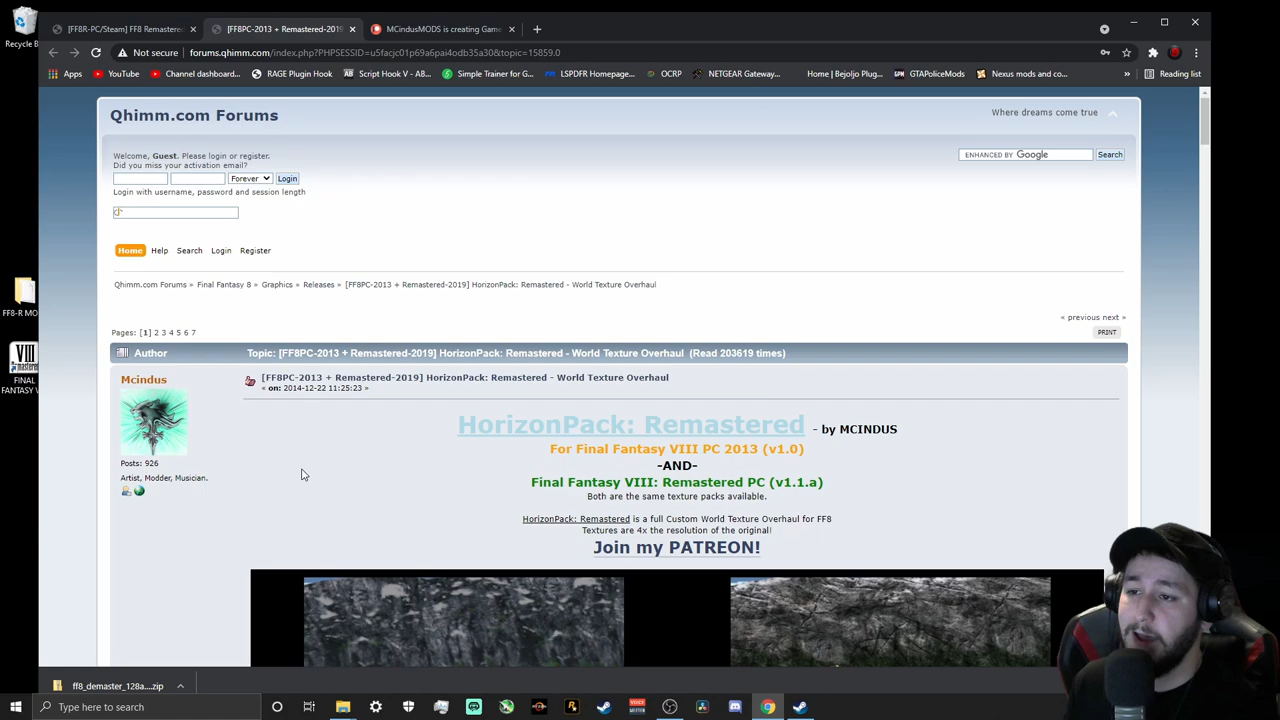 Recycle B
[FF8R-PC/Steam] FF8 Remastere
[FF8PC-2013 + Remastered-2019]
MCindusMODS is creating Game
Not secure
forums.qhimm.com/index.php?PHPSESSID=u5facjc01p69a6pai4odb35a30&topic=15859.0
Apps
YouTube
Channel dashboard...
RAGE Plugin Hook
Script Hook V - AB...
Simple Trainer for G...
LSPDFR Homepage...
OCRP
NETGEAR Gateway...
Home | Bejoljo Plug...
GTAPoliceMods
Nexus mods and co...
»
Reading list
Qhimm.com Forums
Where dreams come true
Welcome, Guest. Please login or register.
Did you miss your activation email?
Forever
Login
Login with username, password and session length
ENHANCED BY Google
Search
Home
Help
Search
Login
Register
Qhimm.com Forums » Final Fantasy 8 » Graphics » Releases » [FF8PC-2013 + Remastered-2019] HorizonPack: Remastered - World Texture Overhaul
« previous next »
Pages: [1] 2 3 4 5 6 7
PRINT
Author
Topic: [FF8PC-2013 + Remastered-2019] HorizonPack: Remastered - World Texture Overhaul (Read 203619 times)
Mcindus
[FF8PC-2013 + Remastered-2019] HorizonPack: Remastered - World Texture Overhaul
« on: 2014-12-22 11:25:23 »
Posts: 926
Artist, Modder, Musician.
HorizonPack: Remastered - by MCINDUS
For Final Fantasy VIII PC 2013 (v1.0)
-AND-
Final Fantasy VIII: Remastered PC (v1.1.a)
Both are the same texture packs available.
HorizonPack: Remastered is a full Custom World Texture Overhaul for FF8
Textures are 4x the resolution of the original!
Join my PATREON!
FF8-R MO
VIII
FINAL
FANTASY V
ff8_demaster_128a....zip
Type here to search